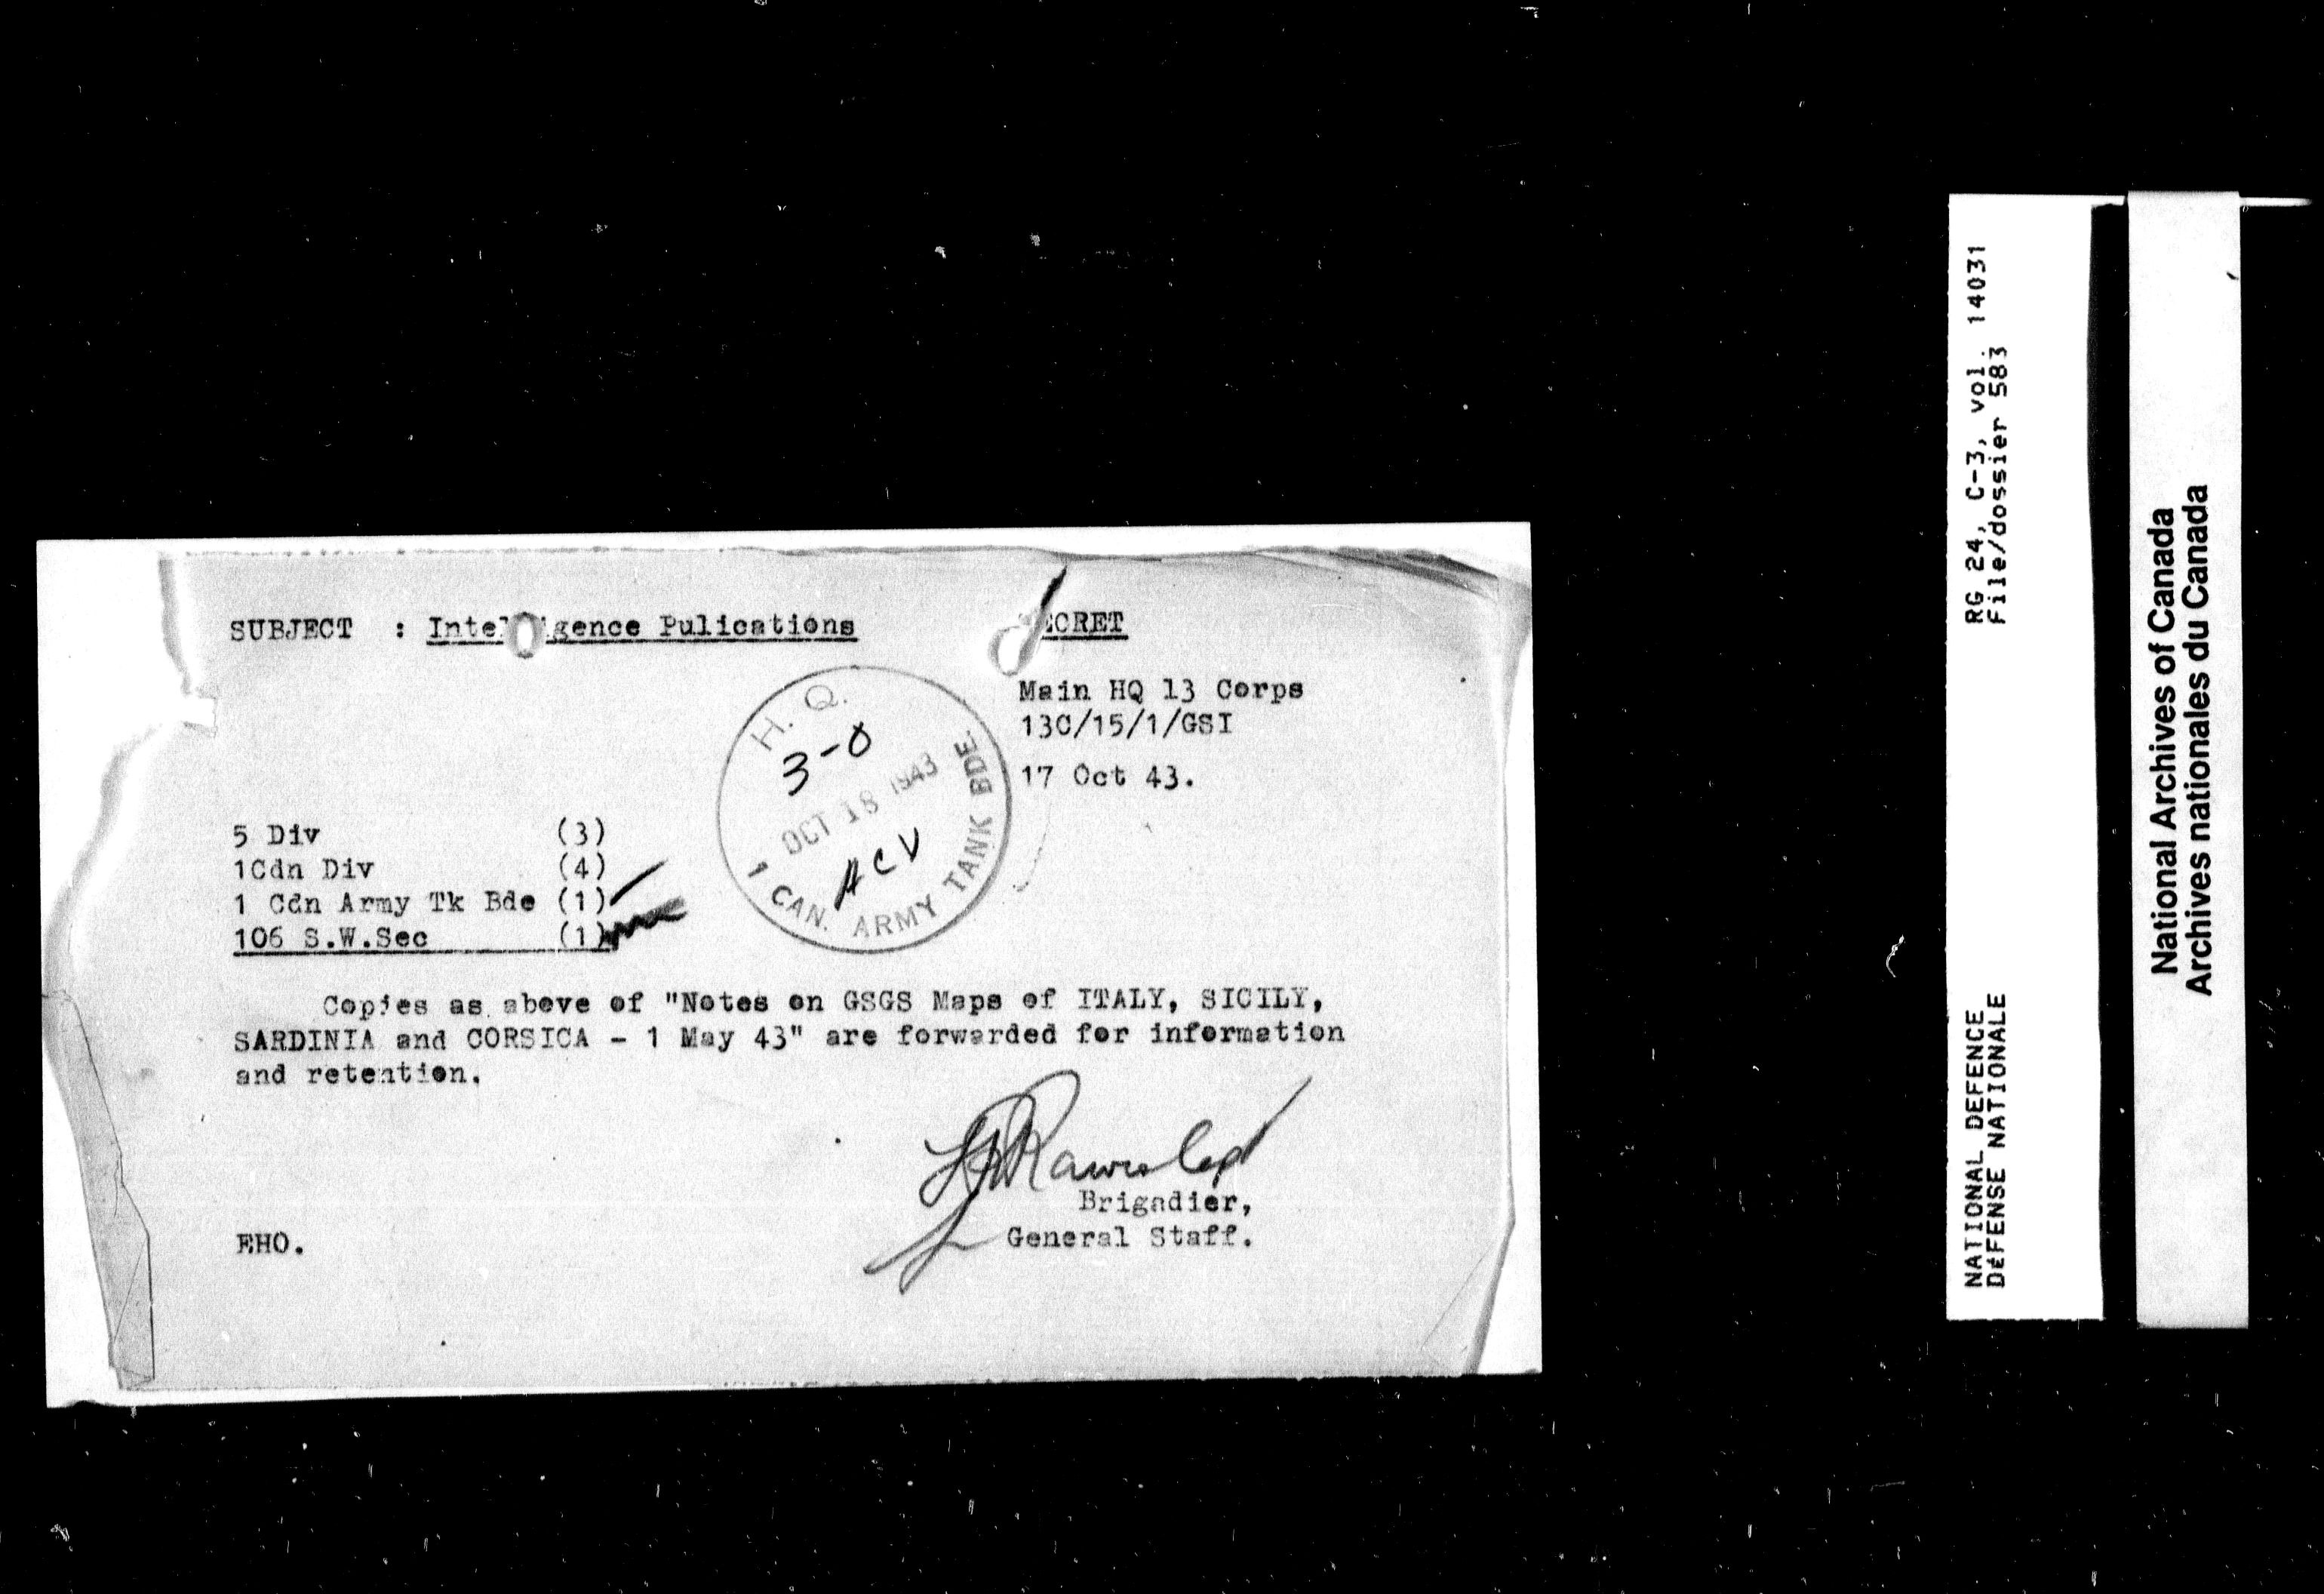 SUBJECT : Intelligence Pulications SECRET
Main HQ 13 Corps
13C/15/1/GSI
17 Oct 43.
H. Q.
3-0
OCT 18 1943
ACV
1 CAN. ARMY TANK BDE.
5 Div (3)
1Cdn Div (4)
1 Cdn Army Tk Bde (1)
106 S.W.Sec (1)
Copies as above of "Notes on GSGS Maps of ITALY, SICILY,
SARDINIA and CORSICA - 1 May 43" are forwarded for information
and retention.
Brigadier,
General Staff.
EHO.
RG 24, C-3, vol. 14031
File/dossier 583
NATIONAL DEFENCE
DÉFENSE NATIONALE
National Archives of Canada
Archives nationales du Canada